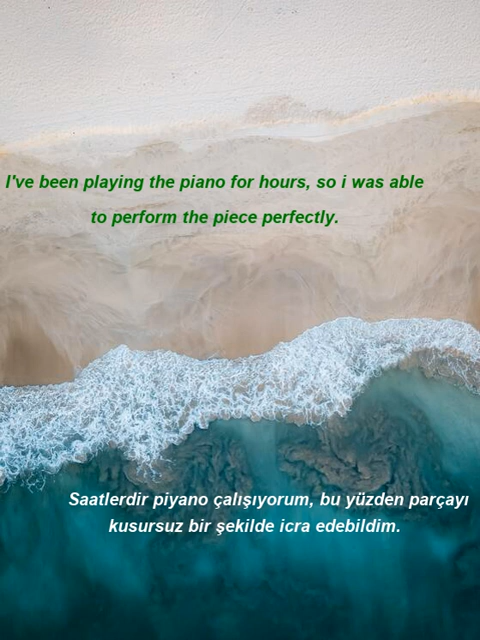 I've been playing the piano for hours, so i was able
to perform the piece perfectly.
Saatlerdir piyano çalışıyorum, bu yüzden parçayı
kusursuz bir şekilde icra edebildim.